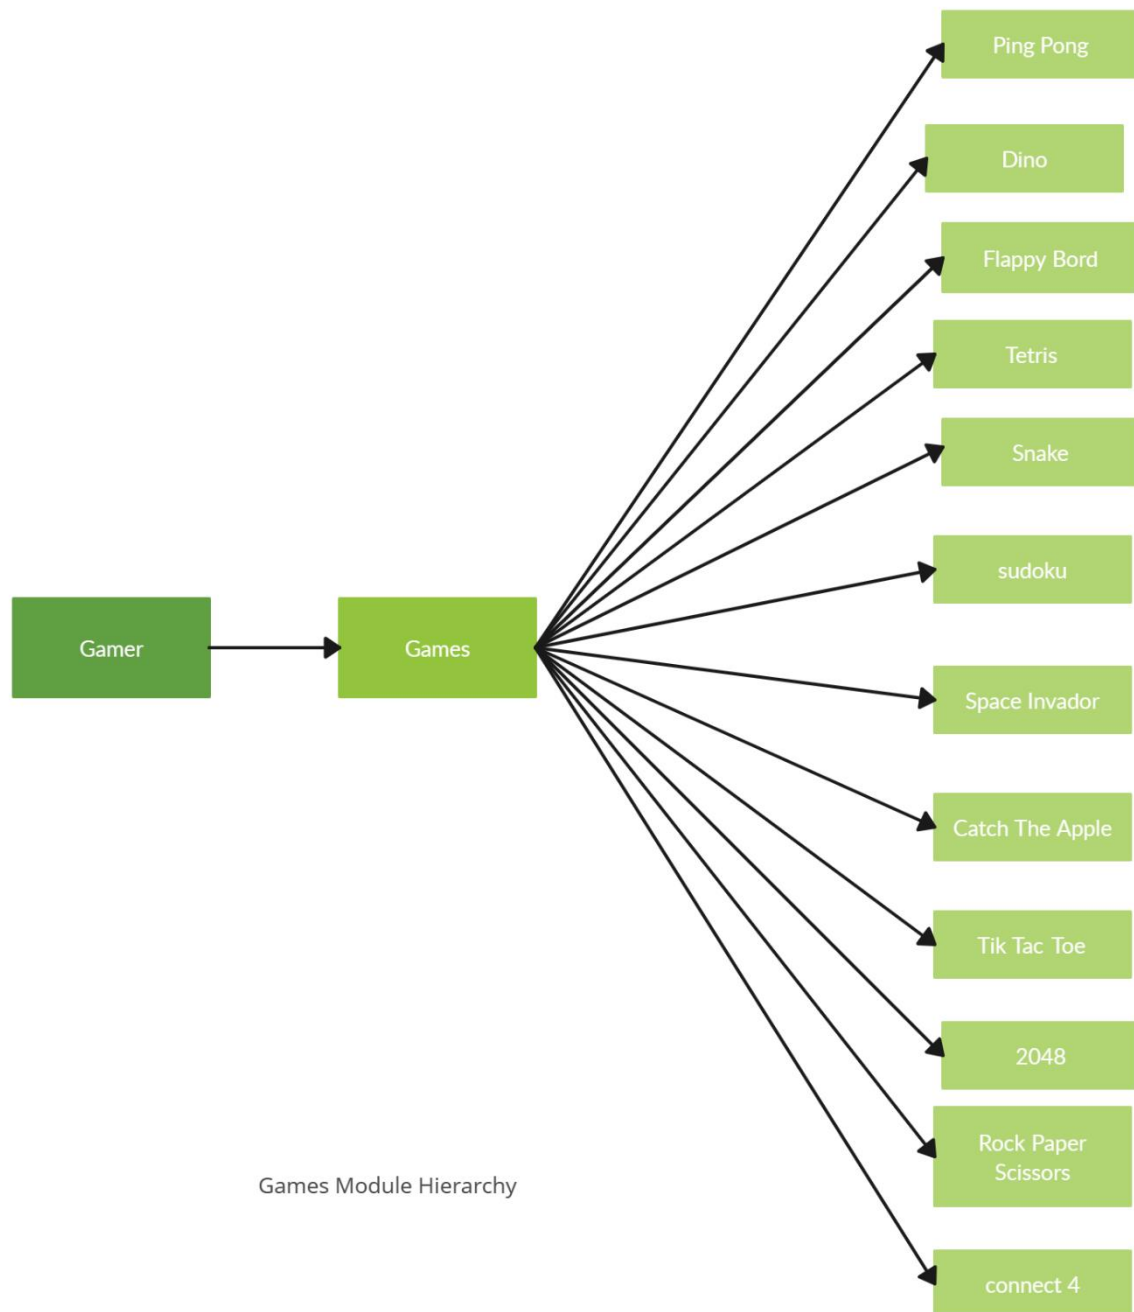 Ping Pong
Dino
Flappy Bord
Tetris
Snake
sudoku
Gamer
Games
Space Invador
Catch The Apple
Tik Tac Toe
2048
Rock Paper
Scissors
Games Module Hierarchy
connect 4